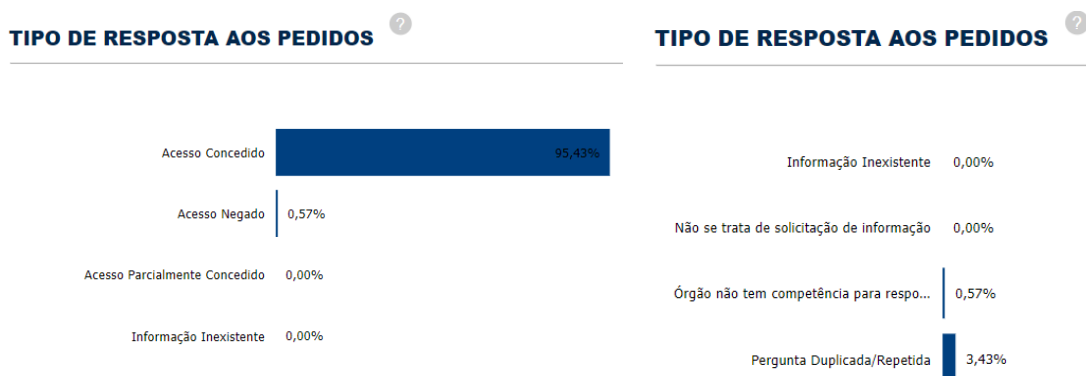 TIPO DE RESPOSTA AOS PEDIDOS ?
Acesso Concedido 95,43%
Acesso Negado 0,57%
Acesso Parcialmente Concedido 0,00%
Informação Inexistente 0,00%
TIPO DE RESPOSTA AOS PEDIDOS ?
Informação Inexistente 0,00%
Não se trata de solicitação de informação 0,00%
Órgão não tem competência para respo... 0,57%
Pergunta Duplicada/Repetida 3,43%